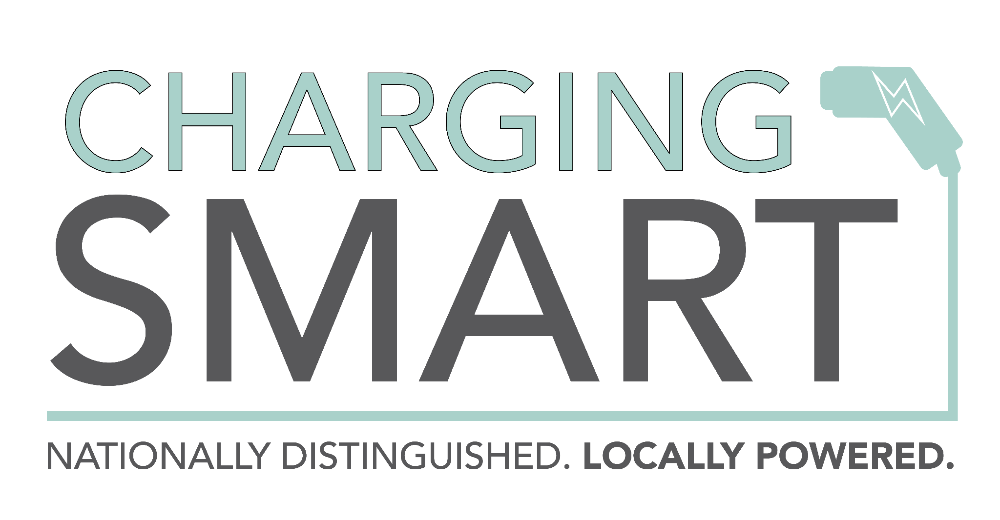 CHARGING
SMART
NATIONALLY DISTINGUISHED. LOCALLY POWERED.